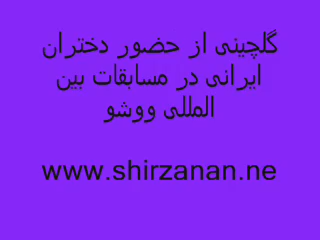 گلچینی از حضور دختران
ایرانی در مسابقات بین
المللی ووشو
www.shirzanan.ne